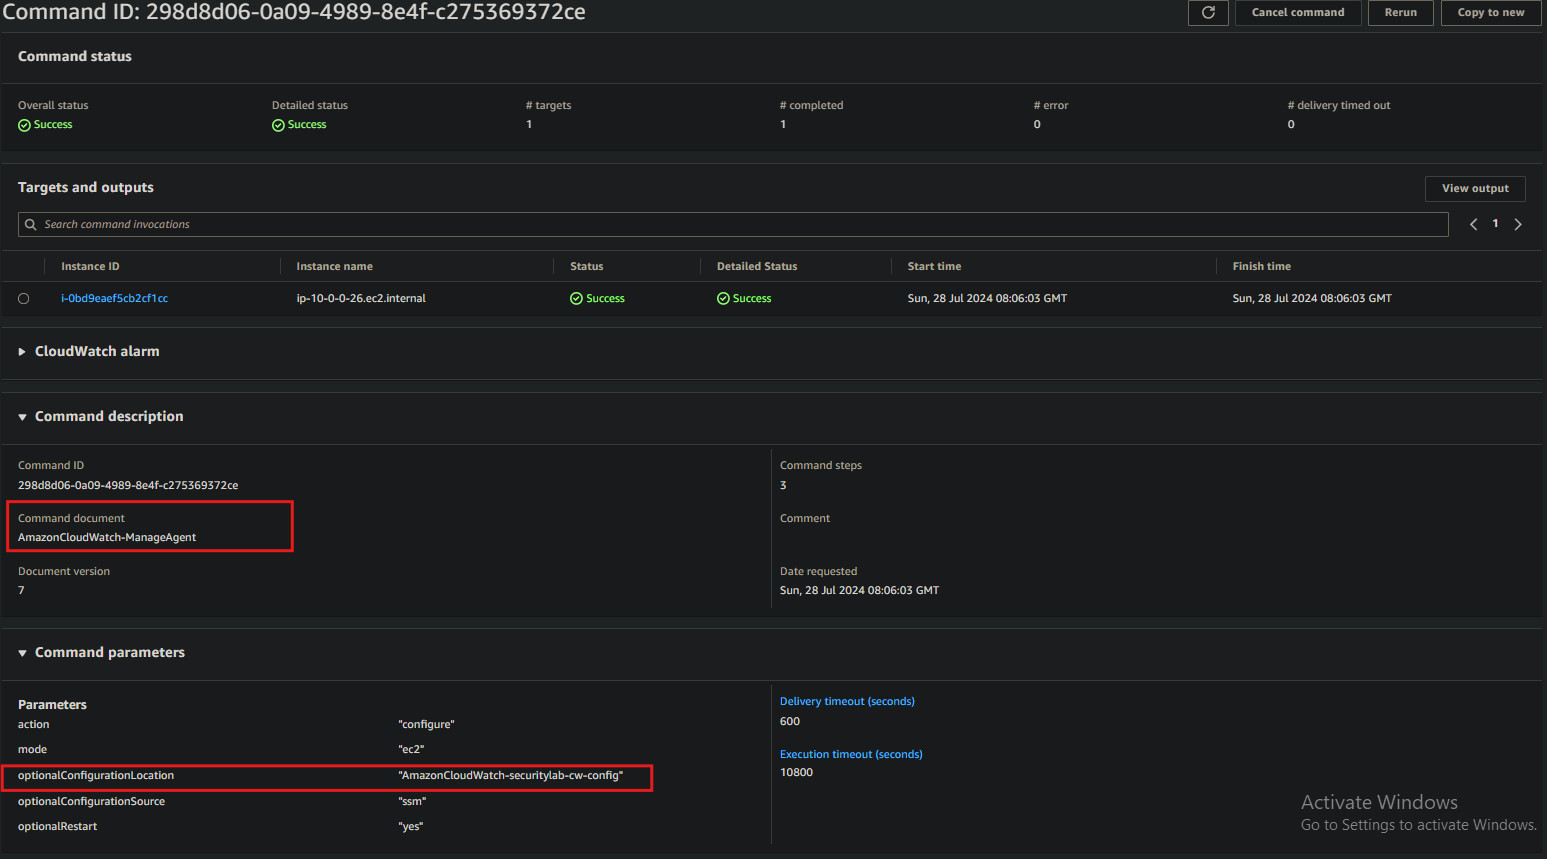 Command ID: 298d8d06-0a09-4989-8e4f-c275369372ce
Cancel command
Rerun
Copy to new
Command status
Overall status
Detailed status
# targets
# completed
# error
# delivery timed out
Success
Success
1
1
0
0
Targets and outputs
View output
Search command invocations
1
Instance ID
Instance name
Status
Detailed Status
Start time
Finish time
i-0bd9eaef5cb2cf1cc
ip-10-0-0-26.ec2.internal
Success
Success
Sun, 28 Jul 2024 08:06:03 GMT
Sun, 28 Jul 2024 08:06:03 GMT
CloudWatch alarm
Command description
Command ID
298d8d06-0a09-4989-8e4f-c275369372ce
Command steps
3
Command document
AmazonCloudWatch-ManageAgent
Comment
Document version
7
Date requested
Sun, 28 Jul 2024 08:06:03 GMT
Command parameters
Parameters
action "configure"
mode "ec2"
optionalConfigurationLocation "AmazonCloudWatch-securitylab-cw-config"
optionalConfigurationSource "ssm"
optionalRestart "yes"
Delivery timeout (seconds)
600
Execution timeout (seconds)
10800
Activate Windows
Go to Settings to activate Windows.